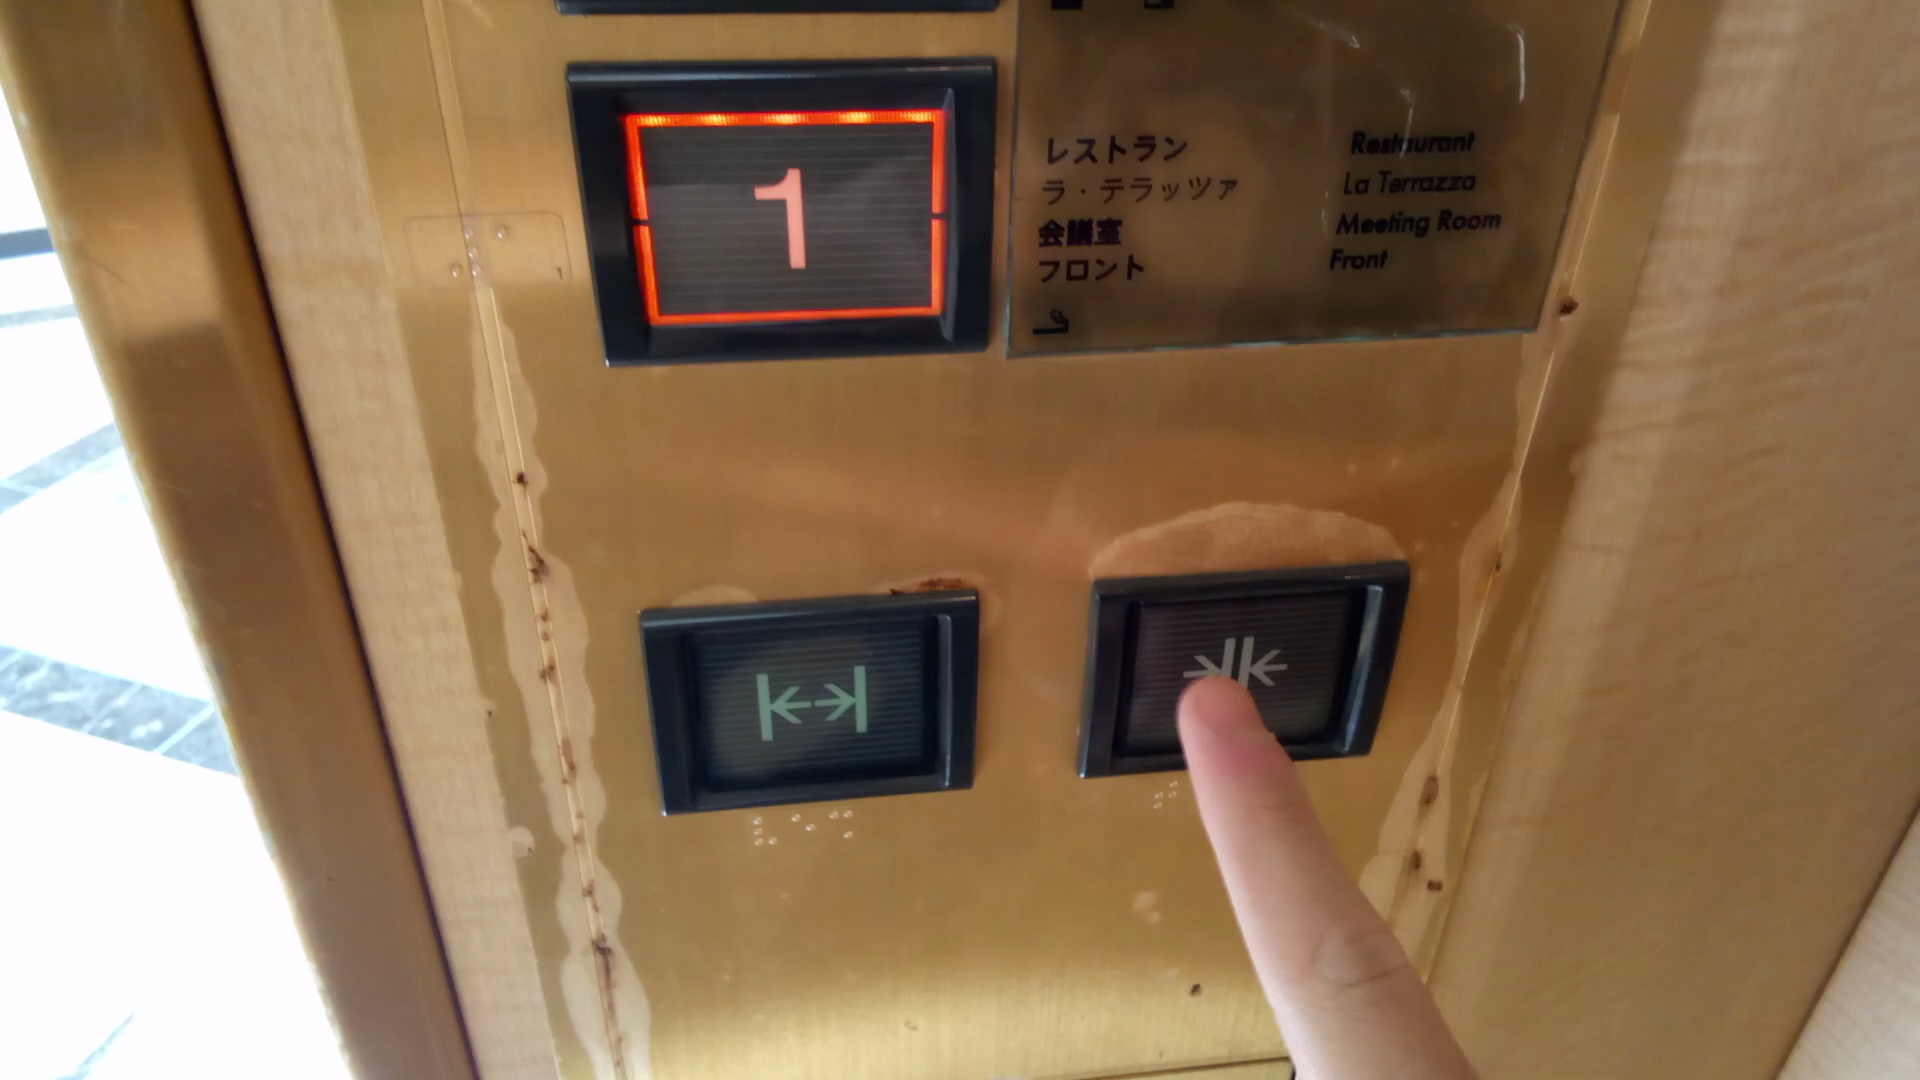 1
レストラン Restaurant
ラ・テラッツァ La Terrazza
会議室 Meeting Room
フロント Front
1